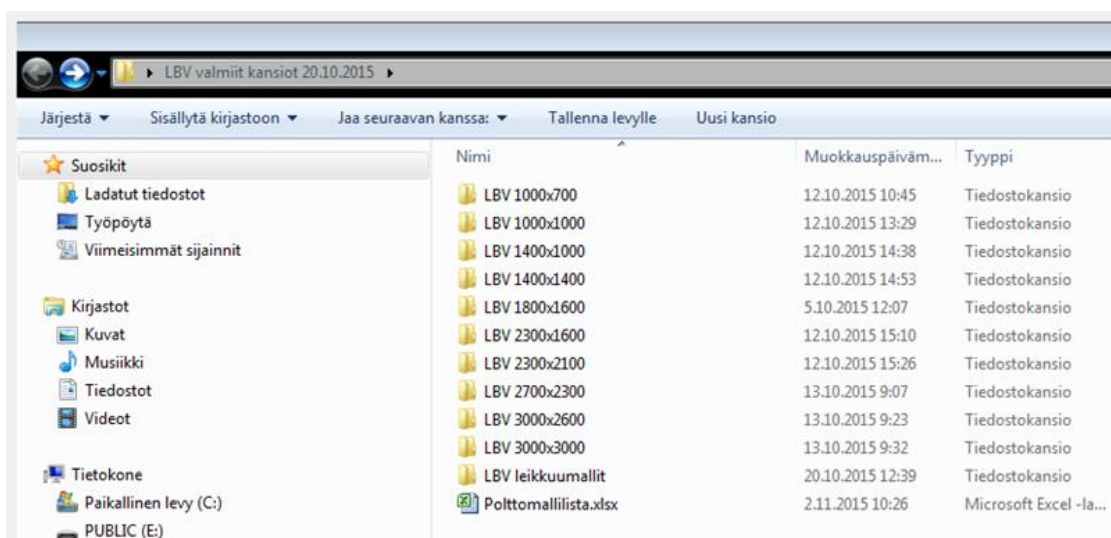 LBV valmiit kansiot 20.10.2015
Järjestä Sisällytä kirjastoon Jaa seuraavan kanssa: Tallenna levylle Uusi kansio
Suosikit
Ladatut tiedostot
Työpöytä
Viimeisimmät sijainnit
Kirjastot
Kuvat
Musiikki
Tiedostot
Videot
Tietokone
Paikallinen levy (C:)
PUBLIC (E:)
Nimi Muokkauspäiväm... Tyyppi
LBV 1000x700 12.10.2015 10:45 Tiedostokansio
LBV 1000x1000 12.10.2015 13:29 Tiedostokansio
LBV 1400x1000 12.10.2015 14:38 Tiedostokansio
LBV 1400x1400 12.10.2015 14:53 Tiedostokansio
LBV 1800x1600 5.10.2015 12:07 Tiedostokansio
LBV 2300x1600 12.10.2015 15:10 Tiedostokansio
LBV 2300x2100 12.10.2015 15:26 Tiedostokansio
LBV 2700x2300 13.10.2015 9:07 Tiedostokansio
LBV 3000x2600 13.10.2015 9:23 Tiedostokansio
LBV 3000x3000 13.10.2015 9:32 Tiedostokansio
LBV leikkuumallit 20.10.2015 12:39 Tiedostokansio
Polttomallilista.xlsx 2.11.2015 10:26 Microsoft Excel -la...